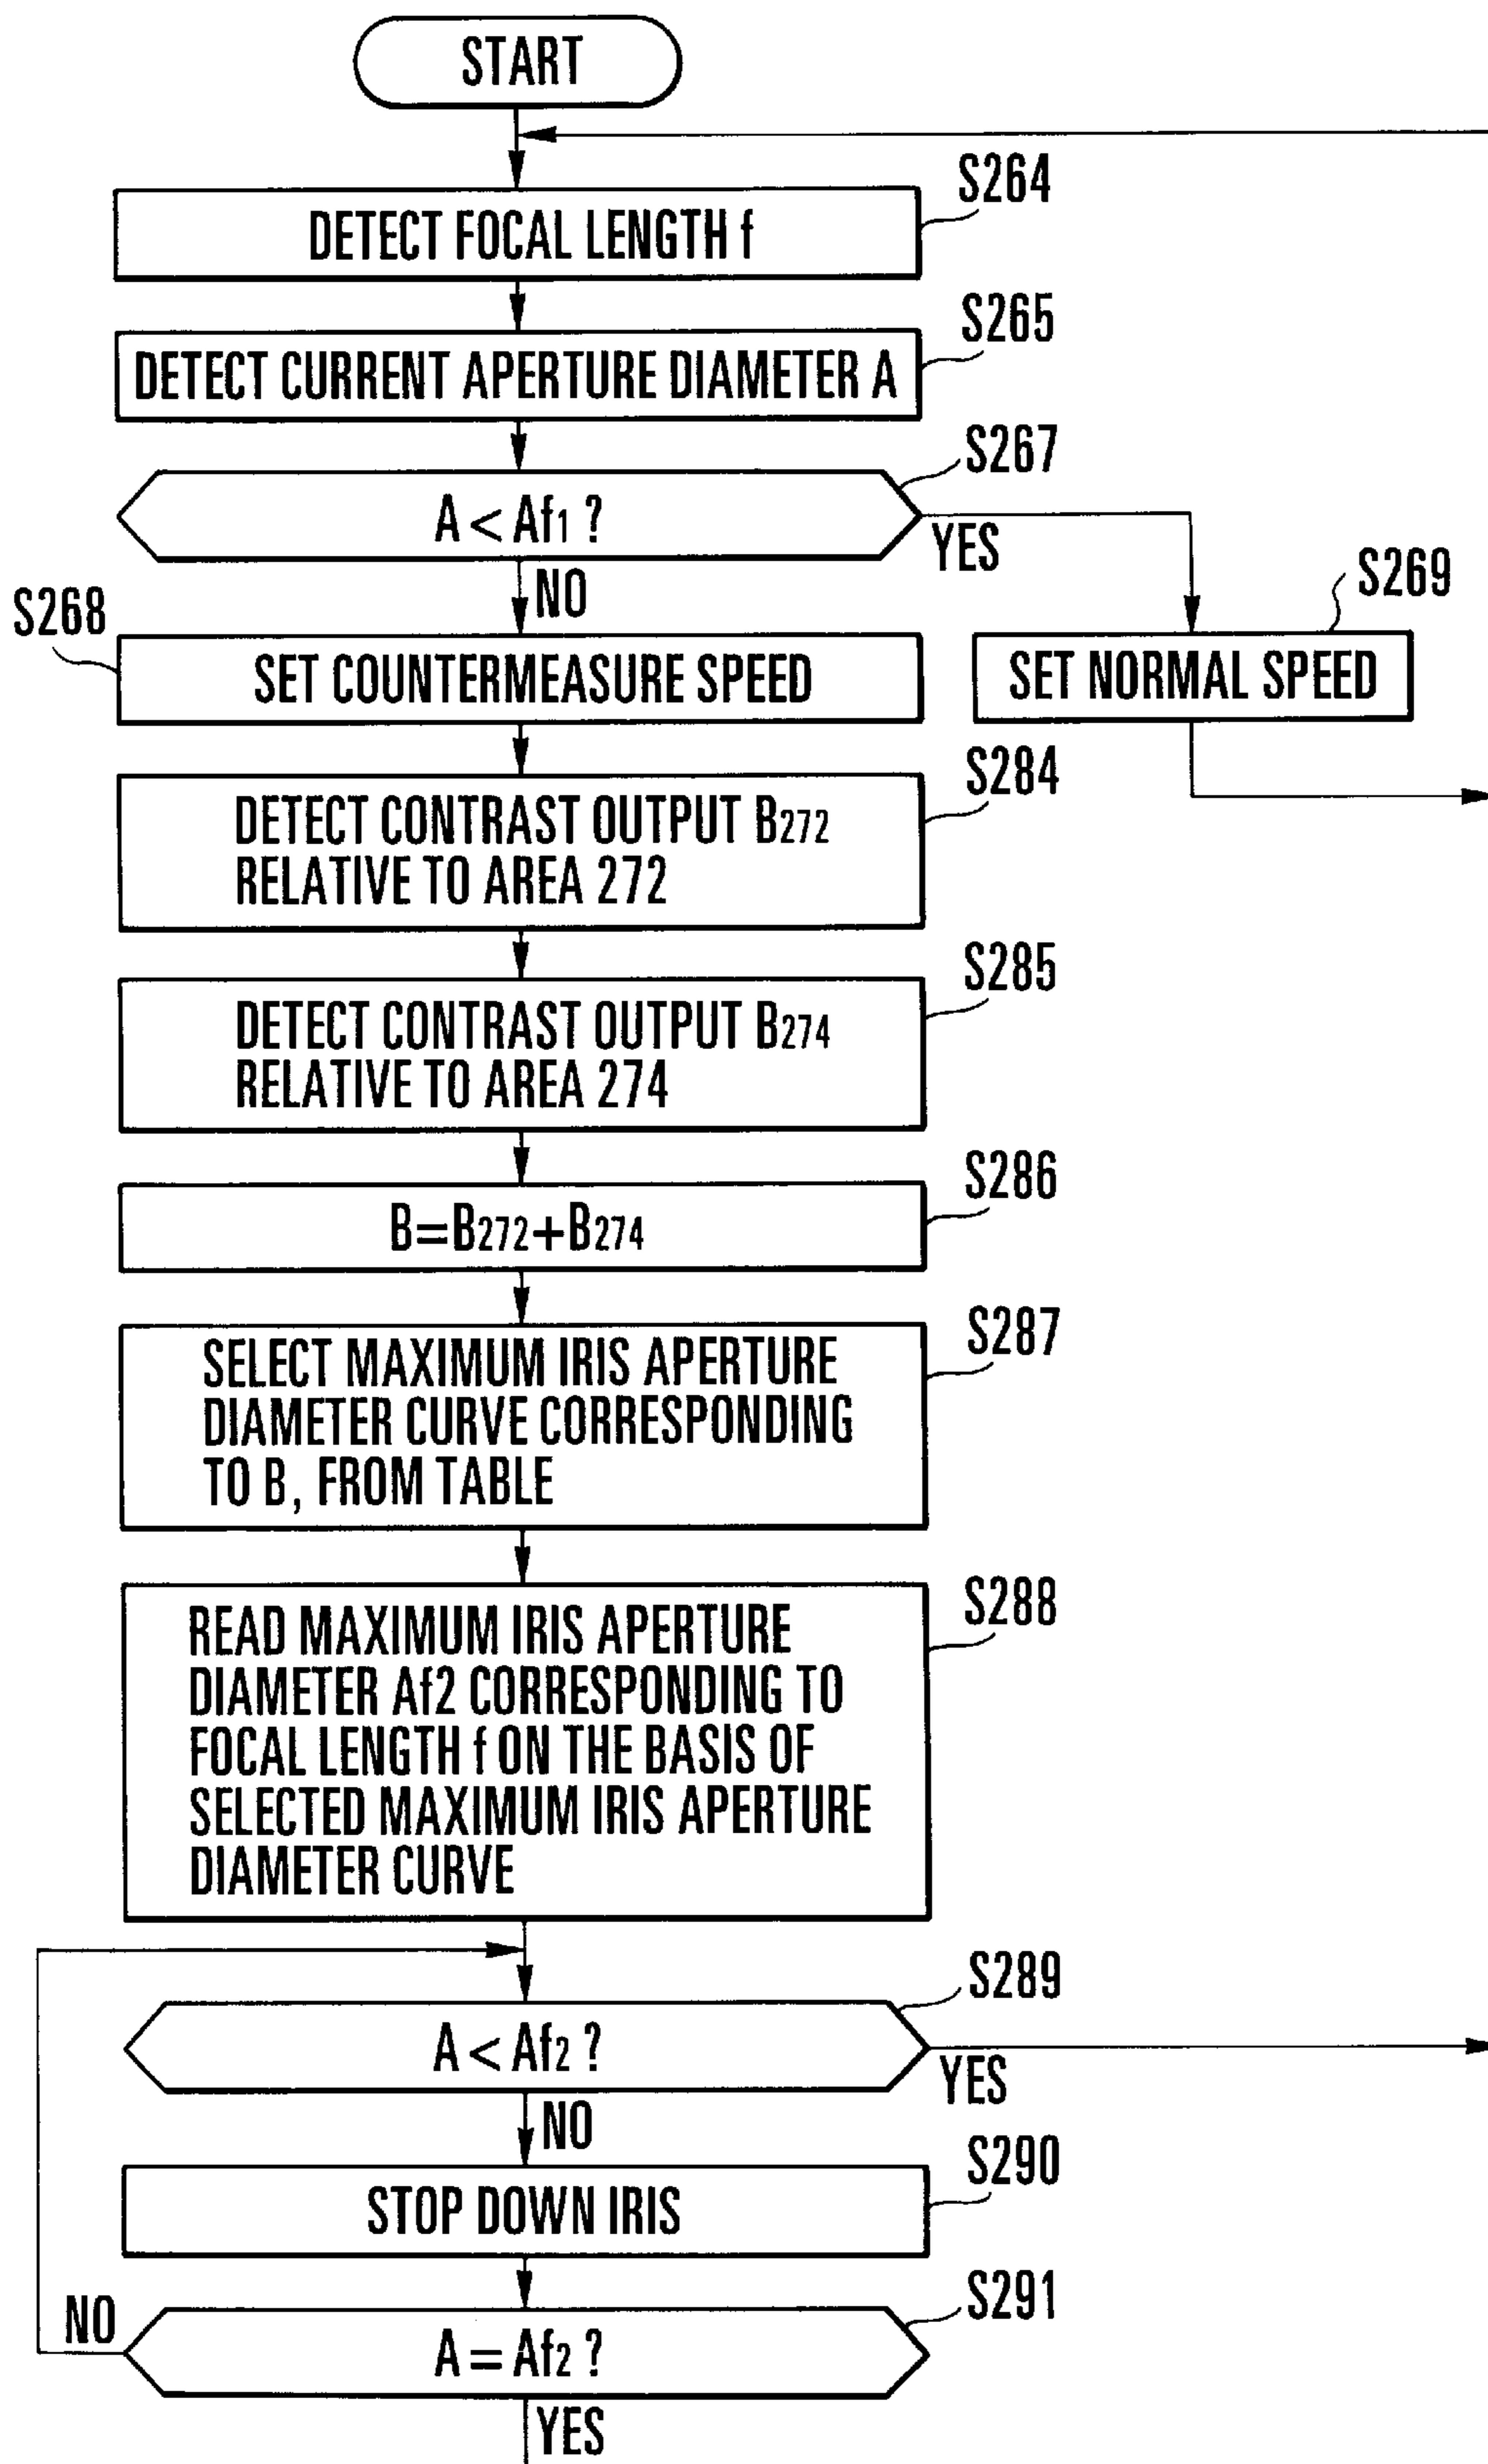 START
S264
DETECT FOCAL LENGTH f
S265
DETECT CURRENT APERTURE DIAMETER A
S267
A < Af1 ?
YES
NO
S268
SET COUNTERMEASURE SPEED
S269
SET NORMAL SPEED
S284
DETECT CONTRAST OUTPUT B272
RELATIVE TO AREA 272
S285
DETECT CONTRAST OUTPUT B274
RELATIVE TO AREA 274
S286
B=B272+B274
S287
SELECT MAXIMUM IRIS APERTURE
DIAMETER CURVE CORRESPONDING
TO B, FROM TABLE
S288
READ MAXIMUM IRIS APERTURE
DIAMETER Af2 CORRESPONDING TO
FOCAL LENGTH f ON THE BASIS OF
SELECTED MAXIMUM IRIS APERTURE
DIAMETER CURVE
S289
A < Af2 ?
YES
NO
S290
STOP DOWN IRIS
S291
NO
A = Af2 ?
YES